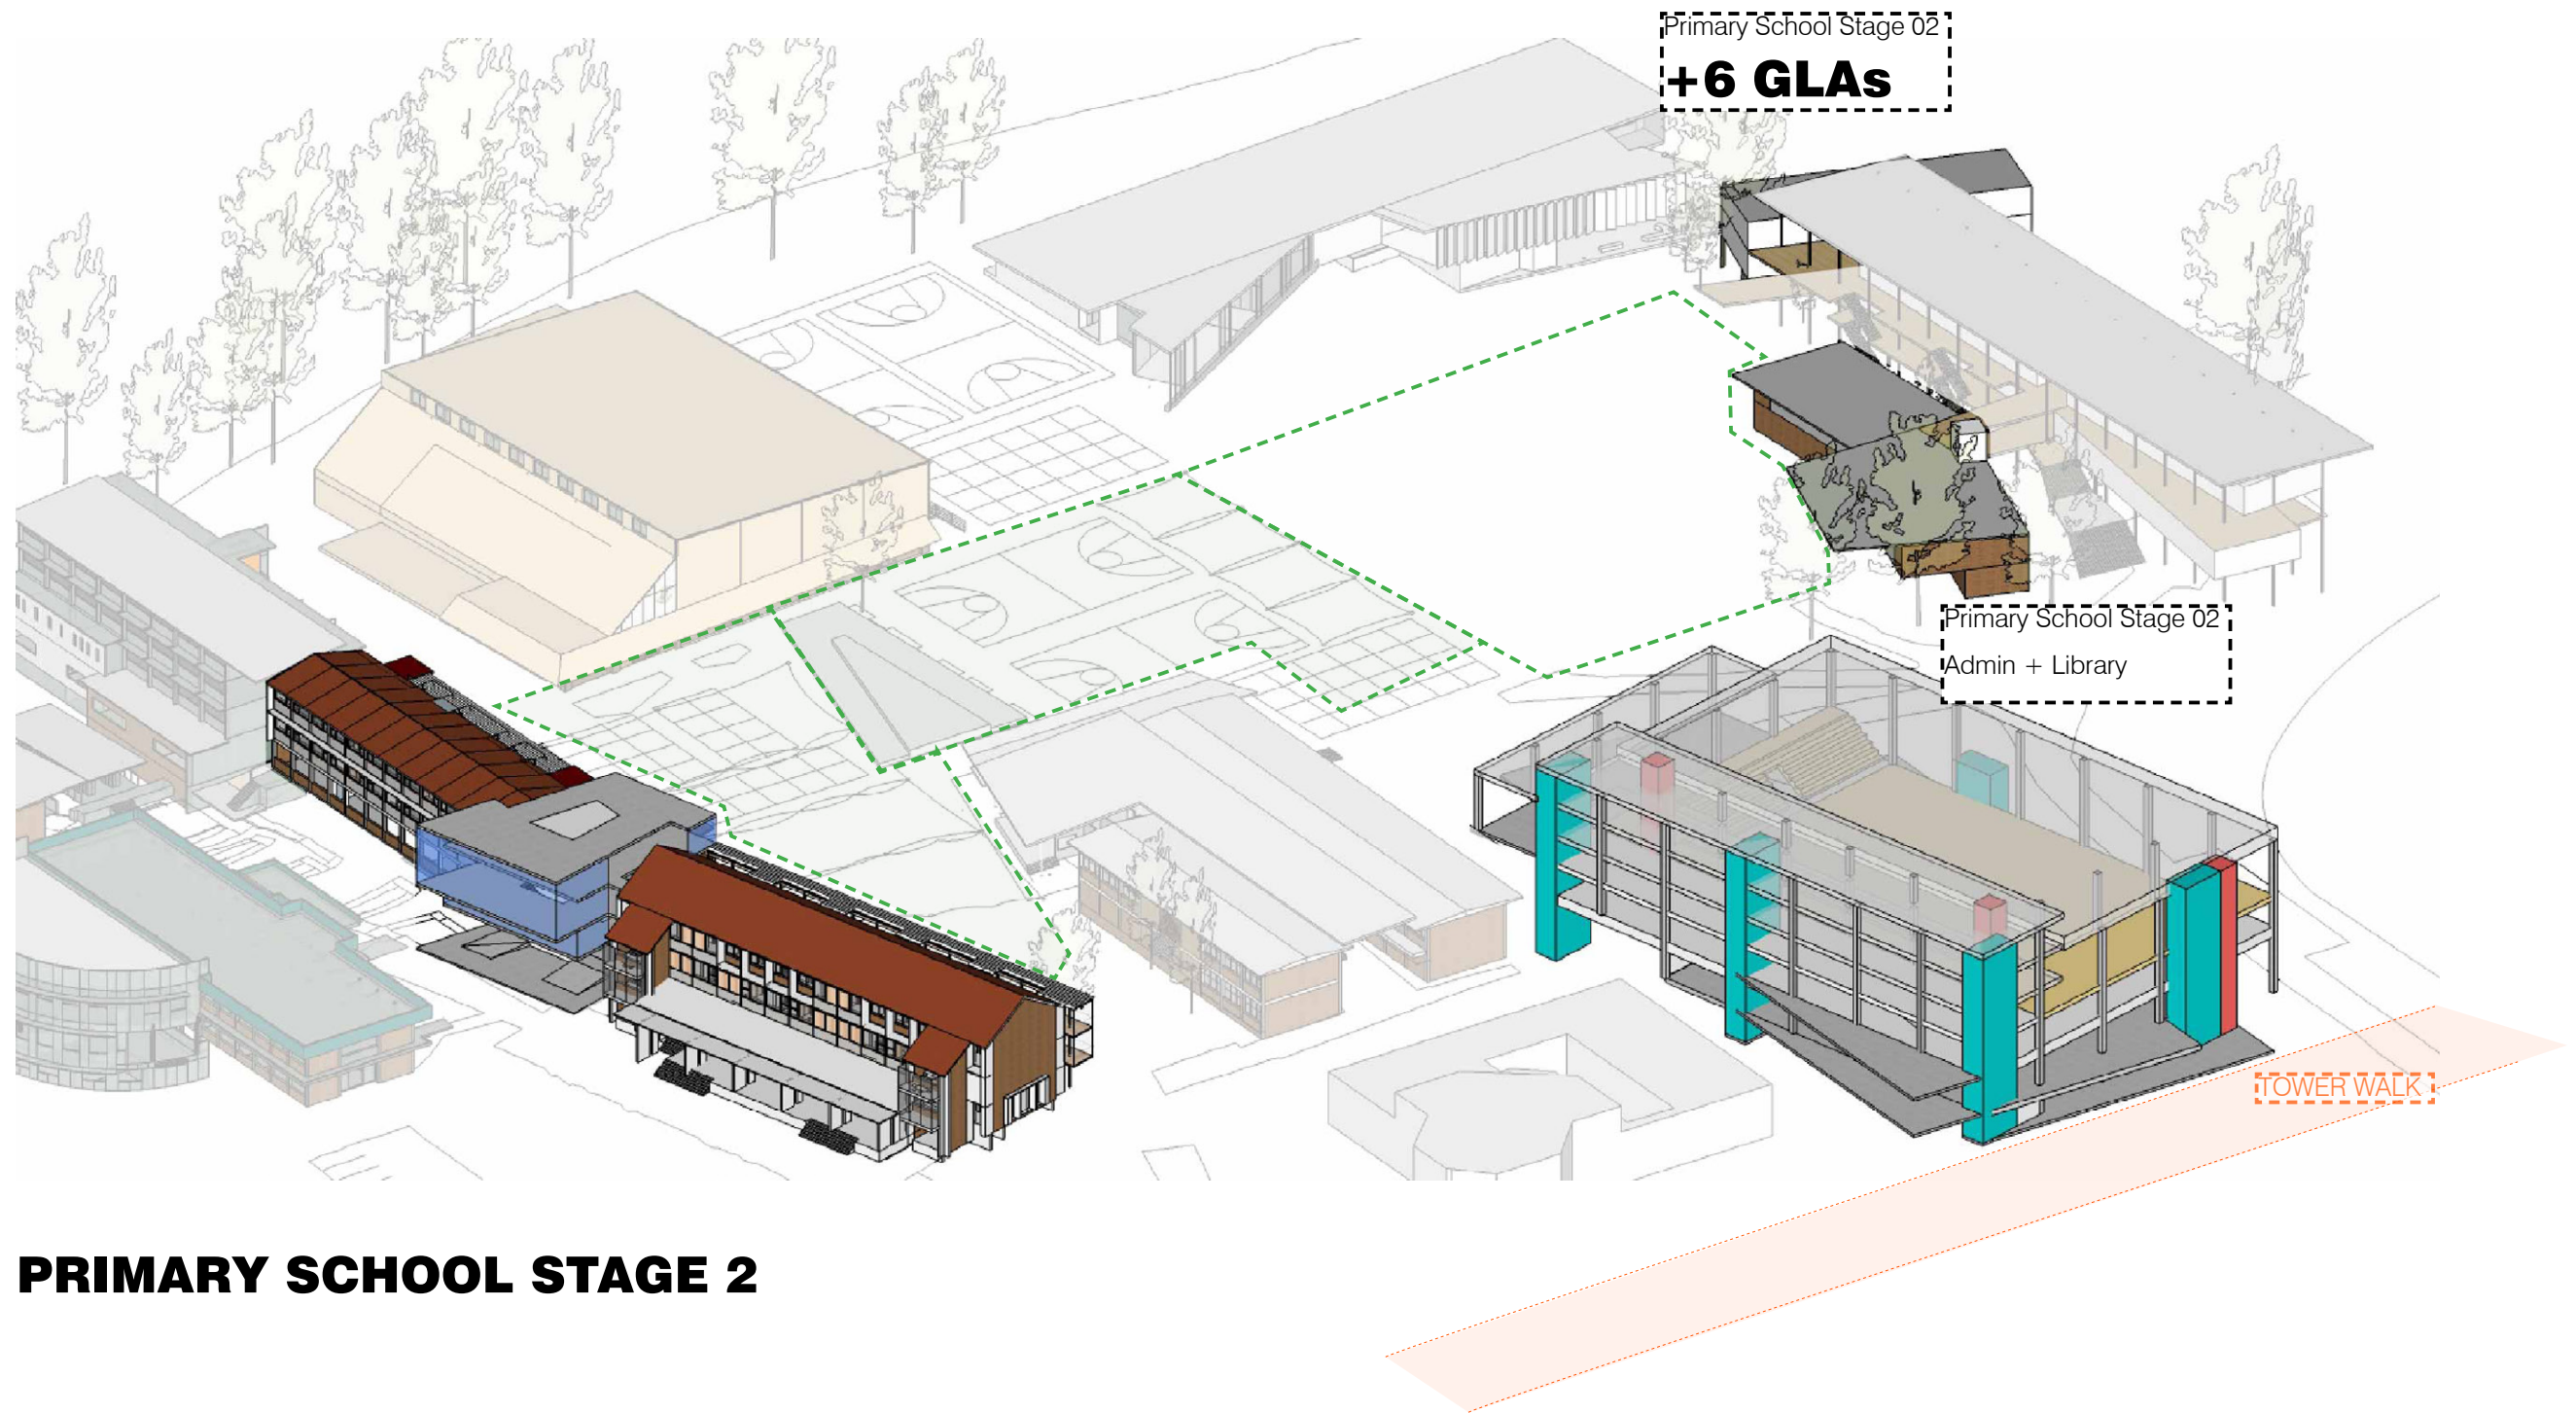 Primary School Stage 02
+6 GLAs
Primary School Stage 02
Admin + Library
TOWER WALK
PRIMARY SCHOOL STAGE 2